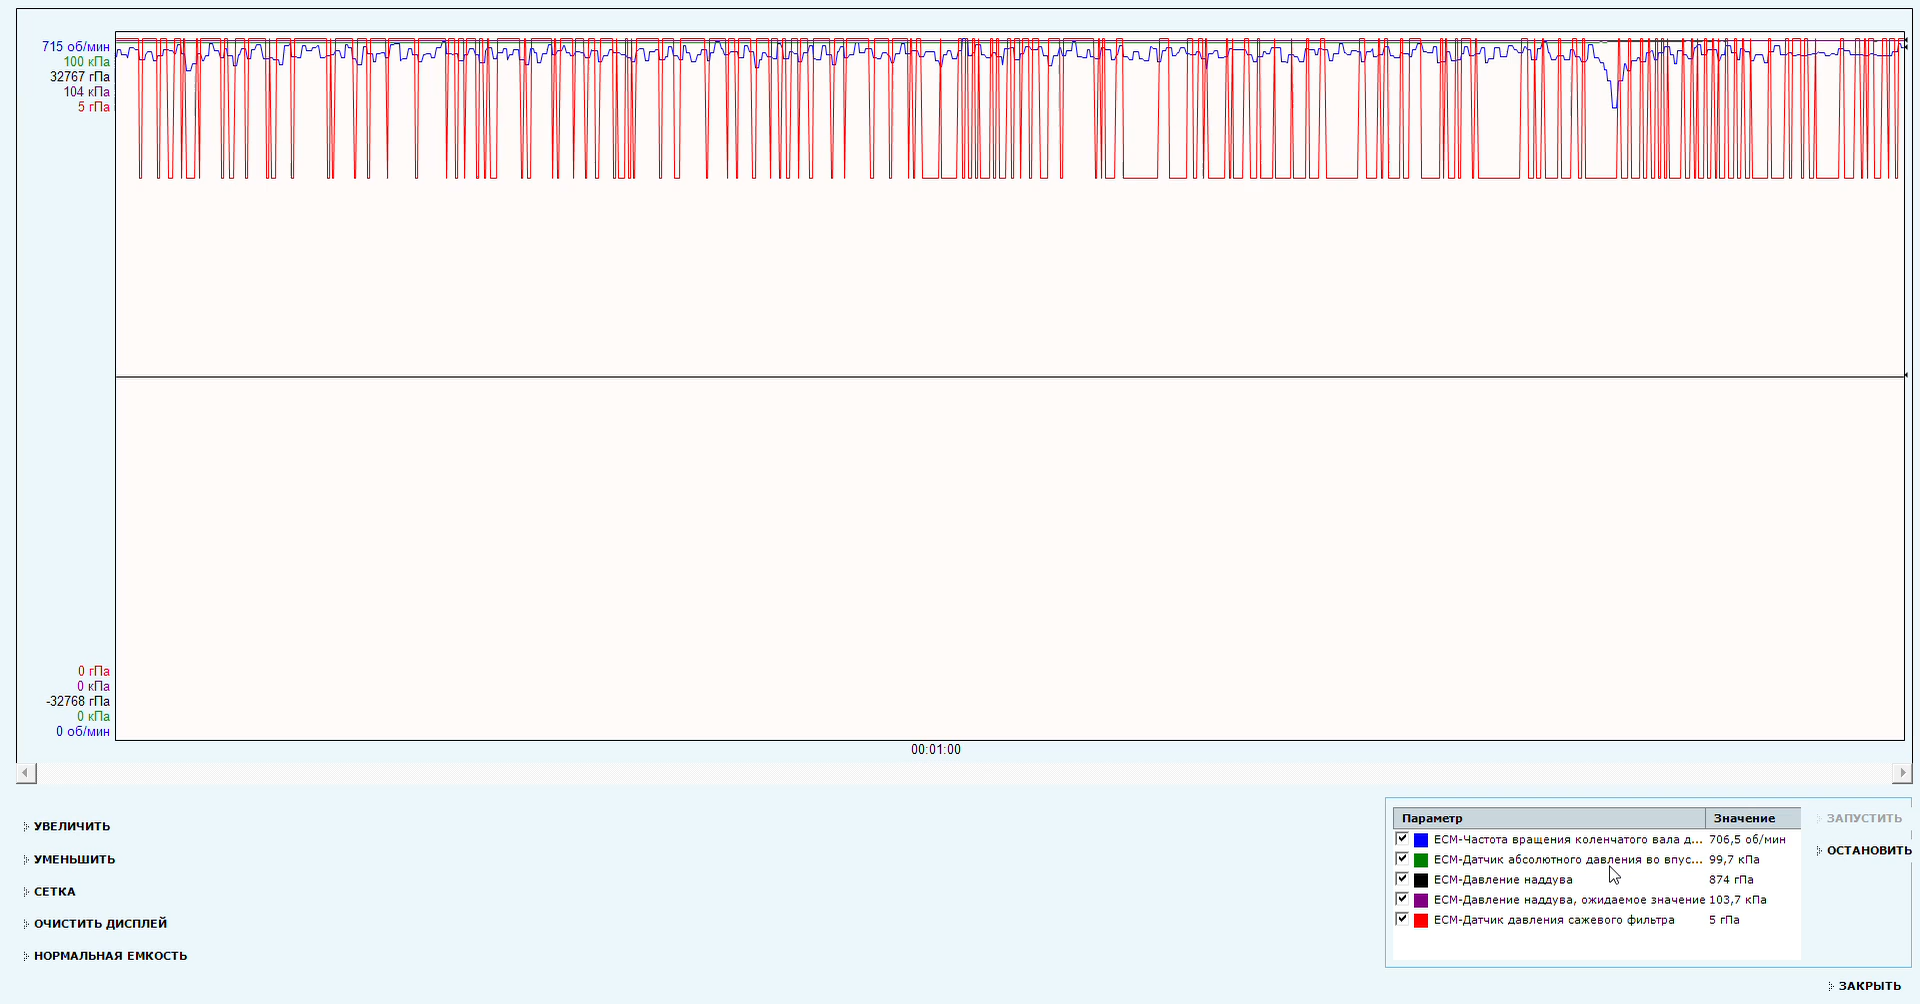 715 об/мин
100 кПа
32767 гПа
104 кПа
5 гПа
0 гПа
0 кПа
-32768 гПа
0 кПа
0 об/мин
00:01:00
УВЕЛИЧИТЬ
УМЕНЬШИТЬ
СЕТКА
ОЧИСТИТЬ ДИСПЛЕЙ
НОРМАЛЬНАЯ ЕМКОСТЬ
Параметр Значение
ECM-Частота вращения коленчатого вала д... 706,5 об/мин
ECM-Датчик абсолютного давления во впус... 99,7 кПа
ECM-Давление наддува 874 гПа
ECM-Давление наддува, ожидаемое значение 103,7 кПа
ECM-Датчик давления сажевого фильтра 5 гПа
ЗАПУСТИТЬ
ОСТАНОВИТЬ
ЗАКРЫТЬ